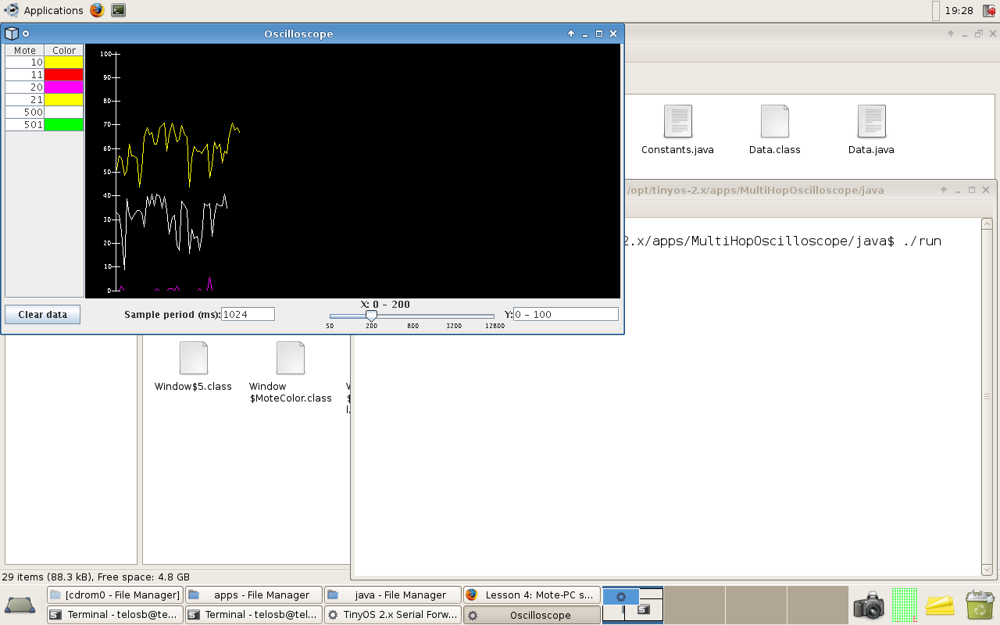 Applications
19:28
Oscilloscope
Mote Color
10
11
20
21
500
501
100
90
80
70
60
50
40
30
20
10
0
Clear data
Sample period (ms): 1024
X: 0 - 200
50 200 800 3200 12800
Y: 0 - 100
Constants.java
Data.class
Data.java
/opt/tinyos-2.x/apps/MultiHopOscilloscope/java
2.x/apps/MultiHopOscilloscope/java$ ./run
Window$5.class
Window
$MoteColor.class
29 items (88.3 kB), Free space: 4.8 GB
[cdrom0 - File Manager]
apps - File Manager
java - File Manager
Lesson 4: Mote-PC s...
Terminal - telosb@te...
Terminal - telosb@tel...
TinyOS 2.x Serial Forw...
Oscilloscope